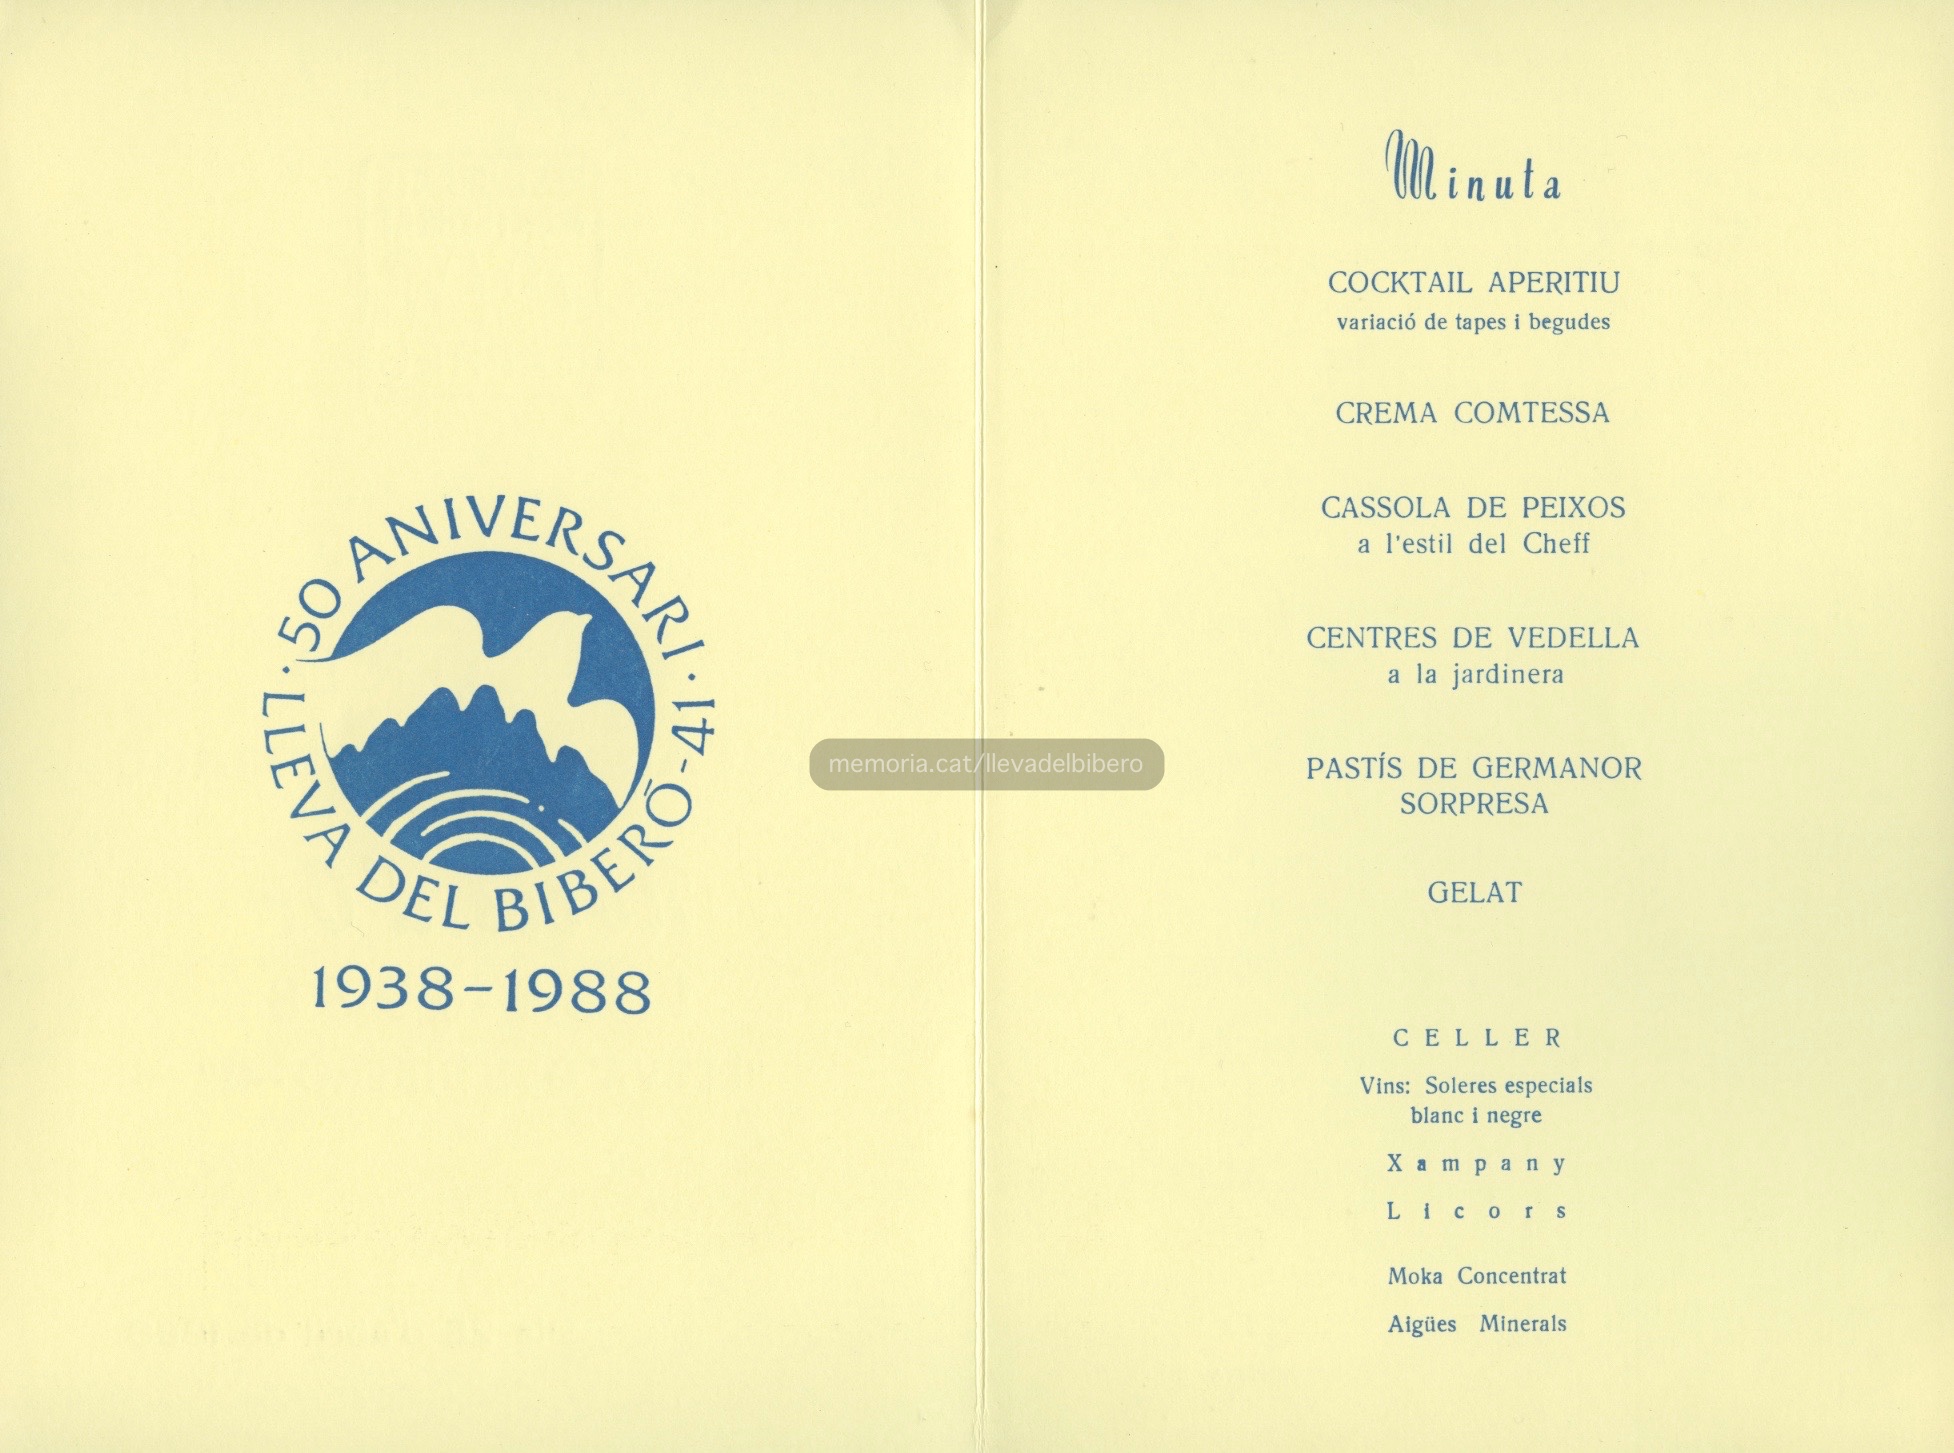 · 50 ANIVERSARI ·
LLEVA DEL BIBERÓ-41
1938-1988
memoria.cat/llevadelbibero
Minuta
COCKTAIL APERITIU
variació de tapes i begudes
CREMA COMTESSA
CASSOLA DE PEIXOS
a l'estil del Cheff
CENTRES DE VEDELLA
a la jardinera
PASTÍS DE GERMANOR
SORPRESA
GELAT
CELLER
Vins: Soleres especials
blanc i negre
Xampany
Licors
Moka Concentrat
Aigües Minerals